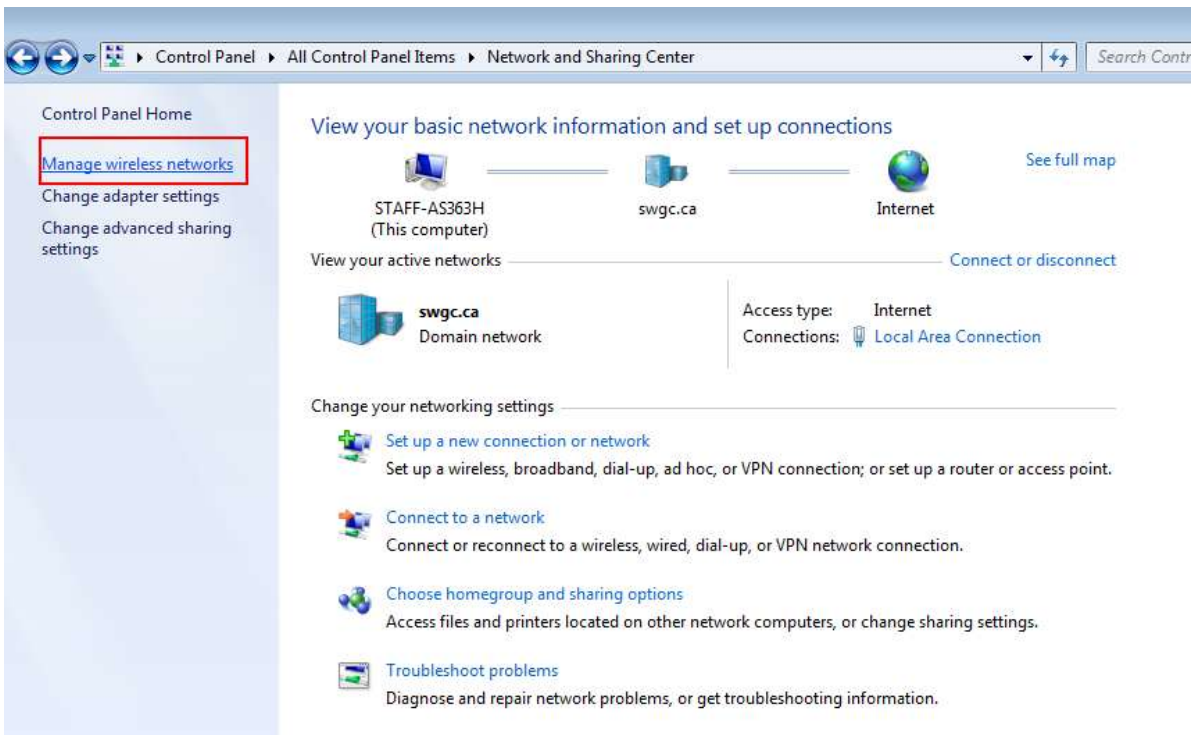 Control Panel ▸ All Control Panel Items ▸ Network and Sharing Center
Search Contr
Control Panel Home
Manage wireless networks
Change adapter settings
Change advanced sharing
settings
View your basic network information and set up connections
See full map
STAFF-AS363H
(This computer)
swgc.ca
Internet
View your active networks
Connect or disconnect
swgc.ca
Domain network
Access type: Internet
Connections: Local Area Connection
Change your networking settings
Set up a new connection or network
Set up a wireless, broadband, dial-up, ad hoc, or VPN connection; or set up a router or access point.
Connect to a network
Connect or reconnect to a wireless, wired, dial-up, or VPN network connection.
Choose homegroup and sharing options
Access files and printers located on other network computers, or change sharing settings.
Troubleshoot problems
Diagnose and repair network problems, or get troubleshooting information.